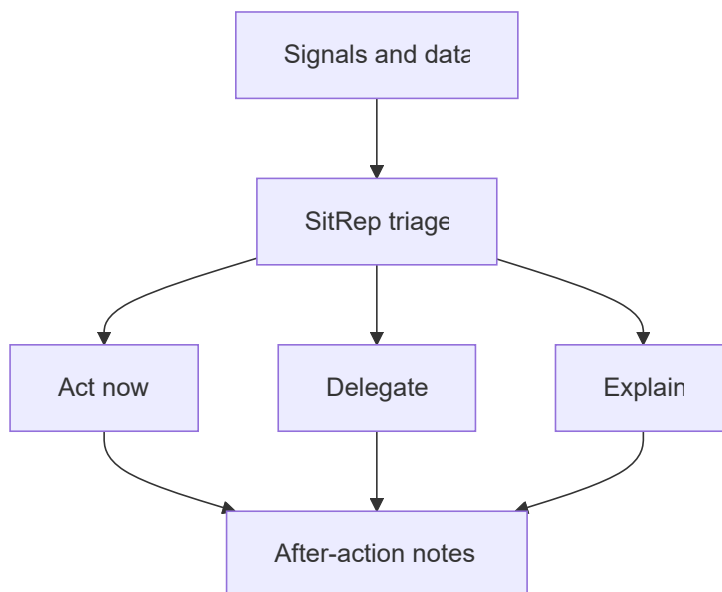 Signals and data
SitRep triage
Act now
Delegate
Explain
After-action notes